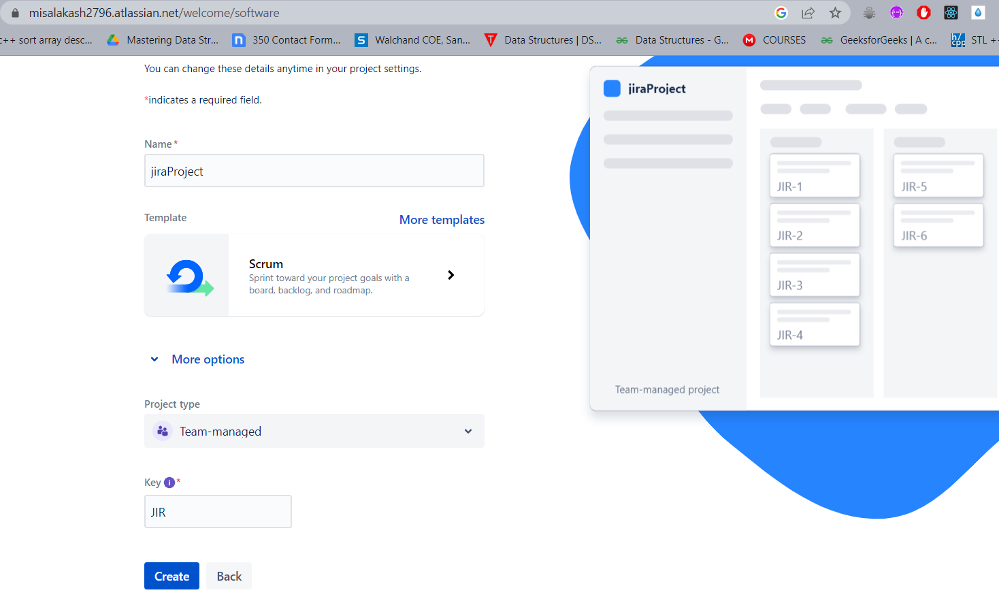 misalakash2796.atlassian.net/welcome/software
c++ sort array desc...
Mastering Data Str...
350 Contact Form...
Walchand COE, San...
Data Structures | DS...
Data Structures - G...
COURSES
GeeksforGeeks | A c...
STL +
You can change these details anytime in your project settings.
*indicates a required field.
Name*
jiraProject
Template
More templates
Scrum
Sprint toward your project goals with a
board, backlog, and roadmap.
More options
Project type
Team-managed
Key i*
JIR
Create
Back
jiraProject
JIR-1
JIR-2
JIR-3
JIR-4
JIR-5
JIR-6
Team-managed project